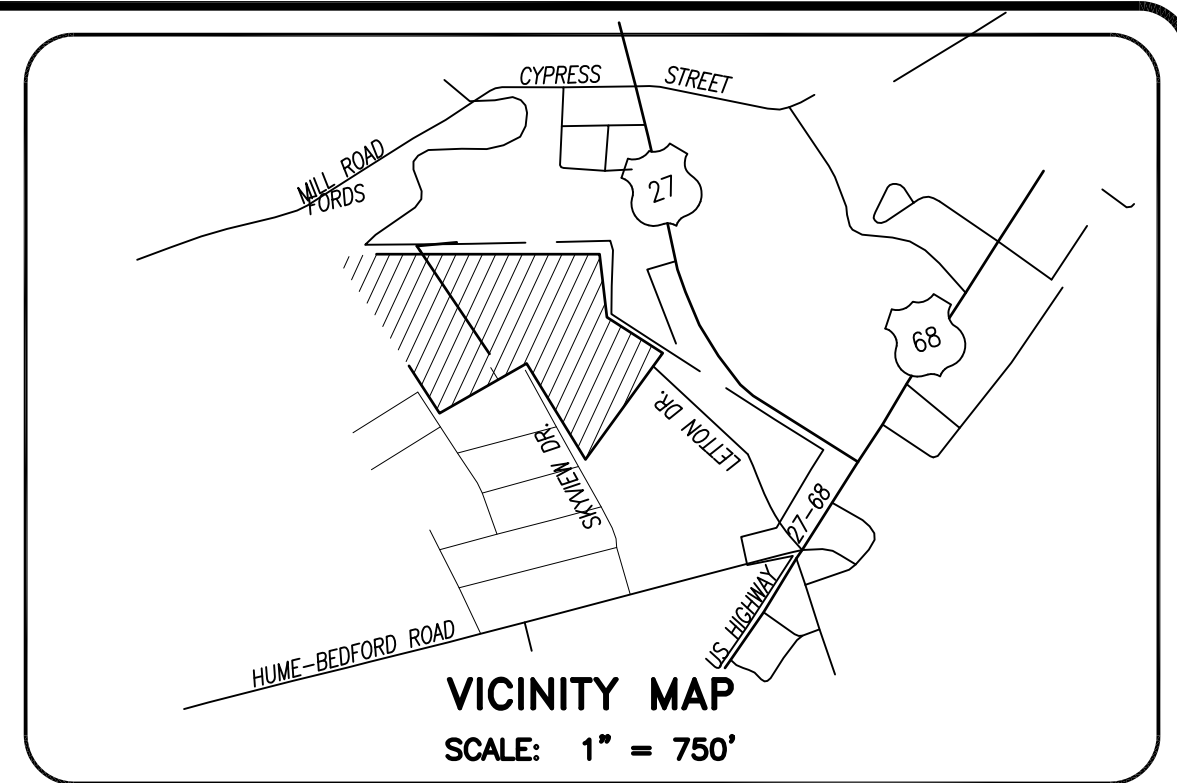 CYPRESS STREET
MILL ROAD
FORDS
27
68
LETTON DR.
SKYVIEW DR.
27-68
US HIGHWAY
HUME-BEDFORD ROAD
VICINITY MAP
SCALE: 1" = 750'